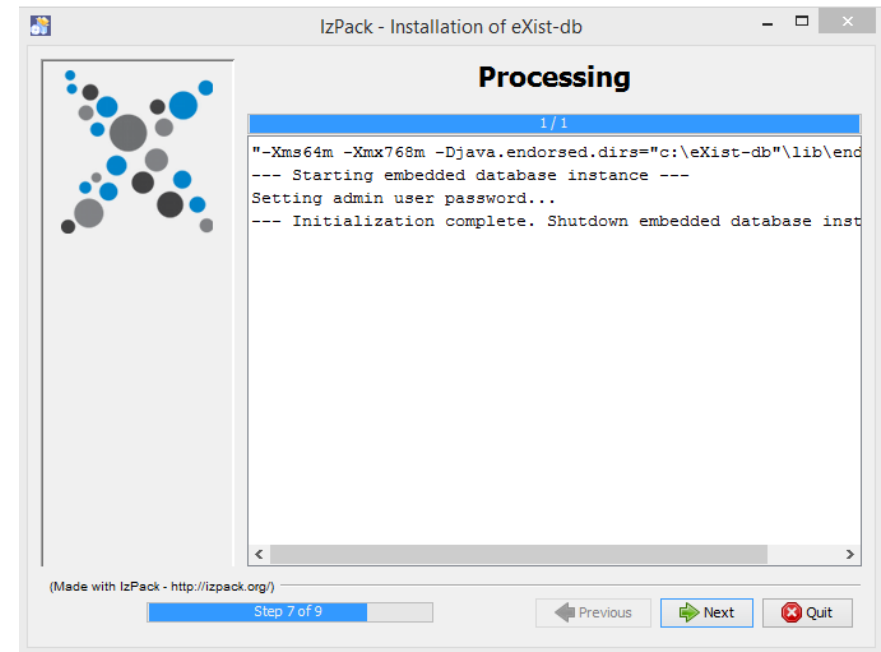 IzPack - Installation of eXist-db
Processing
1 / 1
"-Xms64m -Xmx768m -Djava.endorsed.dirs="c:\eXist-db"\lib\end
--- Starting embedded database instance ---
Setting admin user password...
--- Initialization complete. Shutdown embedded database inst
(Made with IzPack - http://izpack.org/)
Step 7 of 9
Previous
Next
Quit